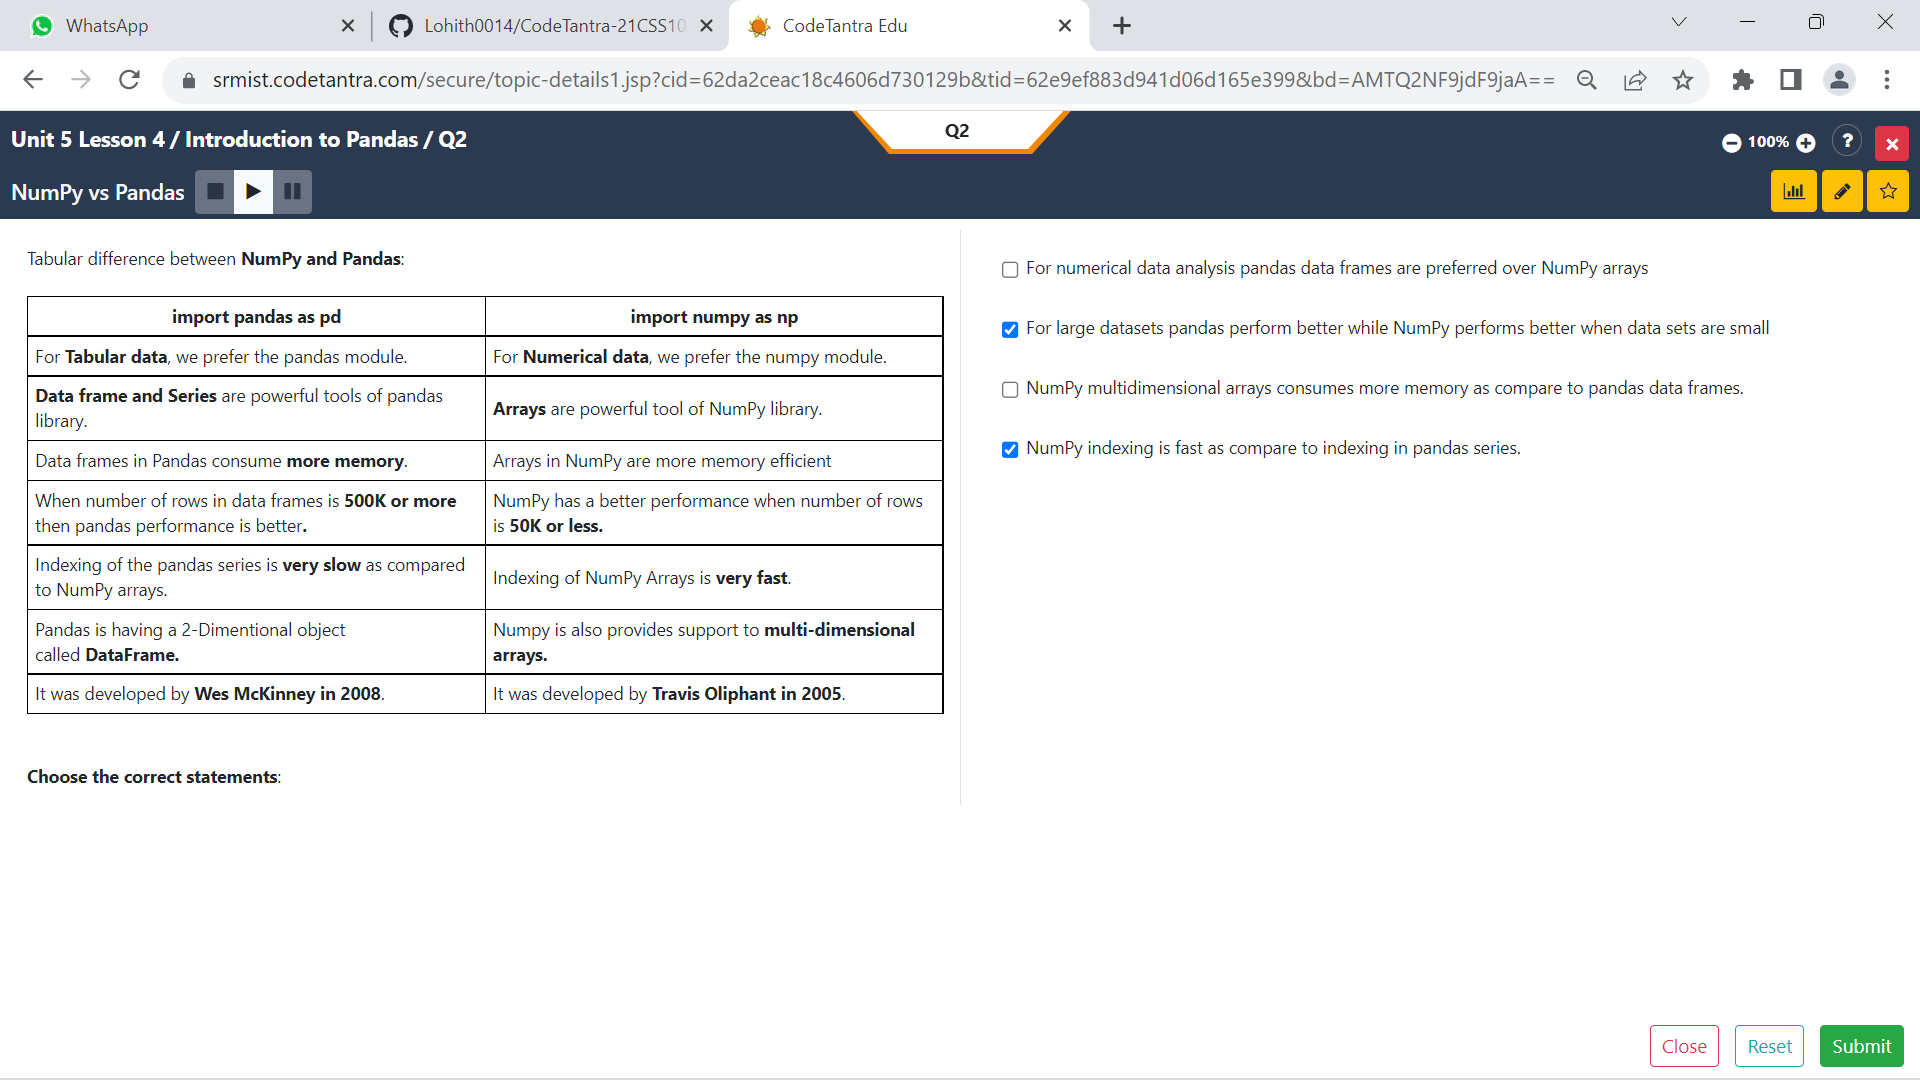 WhatsApp
Lohith0014/CodeTantra-21CSS10
CodeTantra Edu
srmist.codetantra.com/secure/topic-details1.jsp?cid=62da2ceac18c4606d730129b&tid=62e9ef883d941d06d165e399&bd=AMTQ2NF9jdF9jaA==
Unit 5 Lesson 4 / Introduction to Pandas / Q2
Q2
100%
?
NumPy vs Pandas
Tabular difference between NumPy and Pandas:
import pandas as pd
import numpy as np
For Tabular data, we prefer the pandas module.
For Numerical data, we prefer the numpy module.
Data frame and Series are powerful tools of pandas
library.
Arrays are powerful tool of NumPy library.
Data frames in Pandas consume more memory.
Arrays in NumPy are more memory efficient
When number of rows in data frames is 500K or more
then pandas performance is better.
NumPy has a better performance when number of rows
is 50K or less.
Indexing of the pandas series is very slow as compared
to NumPy arrays.
Indexing of NumPy Arrays is very fast.
Pandas is having a 2-Dimentional object
called DataFrame.
Numpy is also provides support to multi-dimensional
arrays.
It was developed by Wes McKinney in 2008.
It was developed by Travis Oliphant in 2005.
Choose the correct statements:
For numerical data analysis pandas data frames are preferred over NumPy arrays
For large datasets pandas perform better while NumPy performs better when data sets are small
NumPy multidimensional arrays consumes more memory as compare to pandas data frames.
NumPy indexing is fast as compare to indexing in pandas series.
Close
Reset
Submit